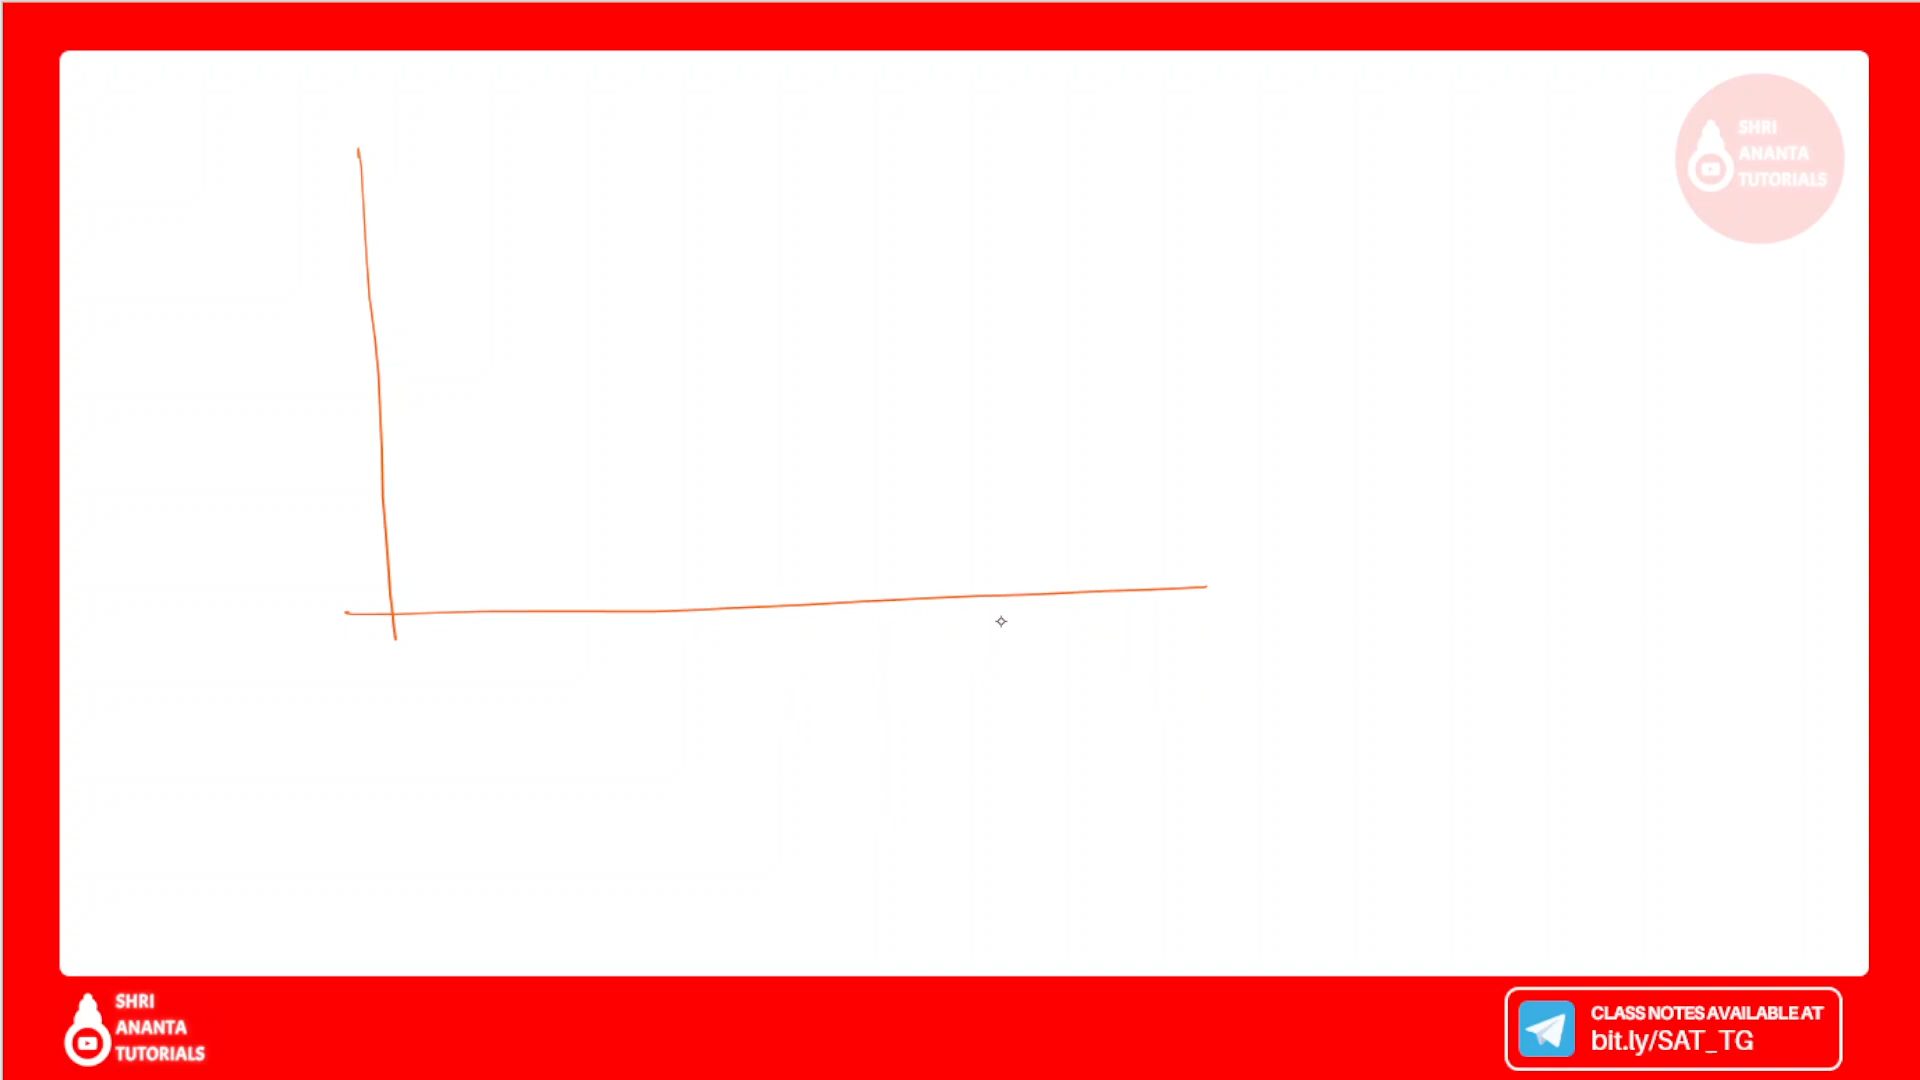 SHRI
ANANTA
TUTORIALS
SHRI
ANANTA
TUTORIALS
CLASS NOTES AVAILABLE AT
bit.ly/SAT_TG